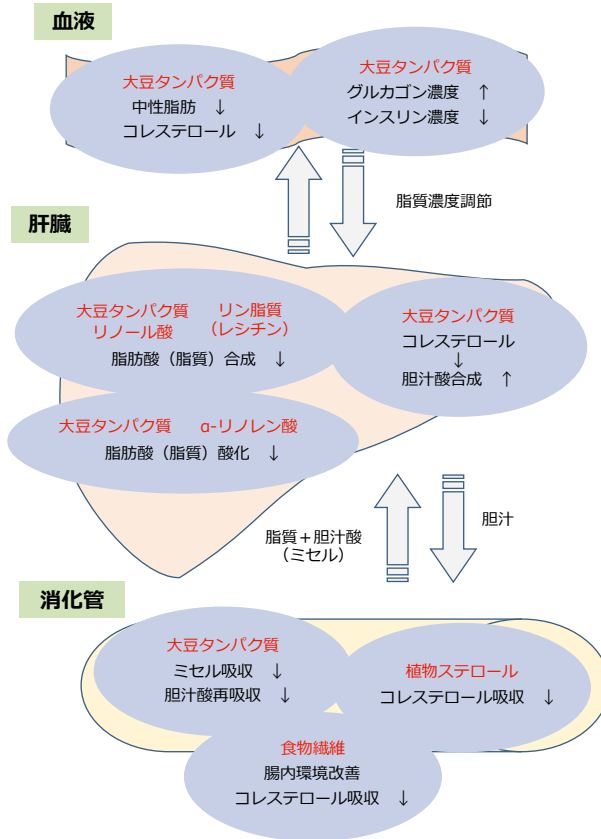 血液
大豆タンパク質
中性脂肪 ↓
コレステロール ↓
大豆タンパク質
グルカゴン濃度 ↑
インスリン濃度 ↓
脂質濃度調節
肝臓
大豆タンパク質
リノール酸
リン脂質
（レシチン）
脂肪酸（脂質）合成 ↓
大豆タンパク質
コレステロール
↓
胆汁酸合成 ↑
大豆タンパク質 α-リノレン酸
脂肪酸（脂質）酸化 ↓
脂質＋胆汁酸
（ミセル）
胆汁
消化管
大豆タンパク質
ミセル吸収 ↓
胆汁酸再吸収 ↓
植物ステロール
コレステロール吸収 ↓
食物繊維
腸内環境改善
コレステロール吸収 ↓